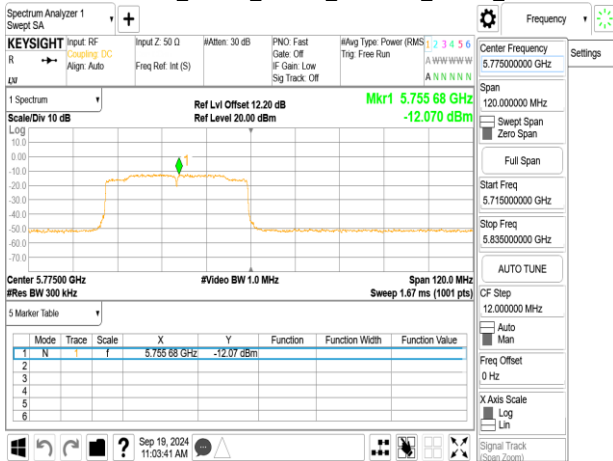 Spectrum Analyzer 1
Swept SA
+
Frequency
Settings
KEYSIGHT
R
LXI
Input: RF
Coupling: DC
Align: Auto
Input Z: 50 Ω
Freq Ref: Int (S)
#Atten: 30 dB
PNO: Fast
Gate: Off
IF Gain: Low
Sig Track: Off
#Avg Type: Power (RMS
Trig: Free Run
1 2 3 4 5 6
A W W W W W
A N N N N N
1 Spectrum
Scale/Div 10 dB
Ref Lvl Offset 12.20 dB
Ref Level 20.00 dBm
Mkr1 5.755 68 GHz
-12.070 dBm
Log
10.0
0.00
-10.0
-20.0
-30.0
-40.0
-50.0
-60.0
-70.0
1
Center 5.77500 GHz
#Res BW 300 kHz
#Video BW 1.0 MHz
Span 120.0 MHz
Sweep 1.67 ms (1001 pts)
5 Marker Table
Mode Trace Scale X Y Function Function Width Function Value
1 N 1 f 5.755 68 GHz -12.07 dBm
2
3
4
5
6
Sep 19, 2024
11:03:41 AM
?
Center Frequency
5.775000000 GHz
Span
120.000000 MHz
Swept Span
Zero Span
Full Span
Start Freq
5.715000000 GHz
Stop Freq
5.835000000 GHz
AUTO TUNE
CF Step
12.000000 MHz
Auto
Man
Freq Offset
0 Hz
X Axis Scale
Log
Lin
Signal Track
(Span Zoom)